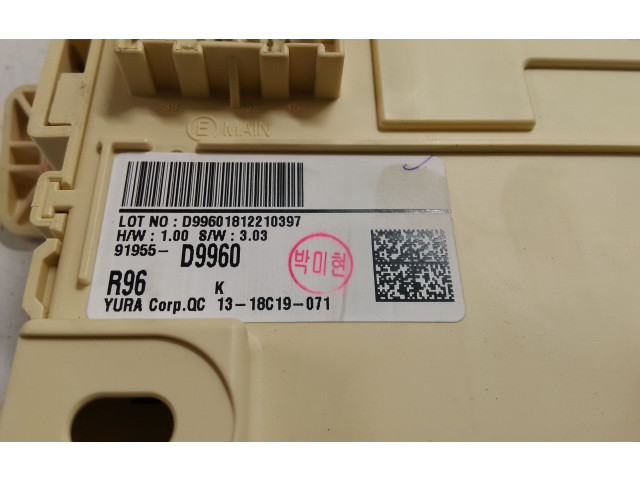 E MAIN
LOT NO : D99601812210397
H/W : 1.00 S/W : 3.03
91955- D9960
박미현
R96 K
YURA Corp.QC 13-18C19-071